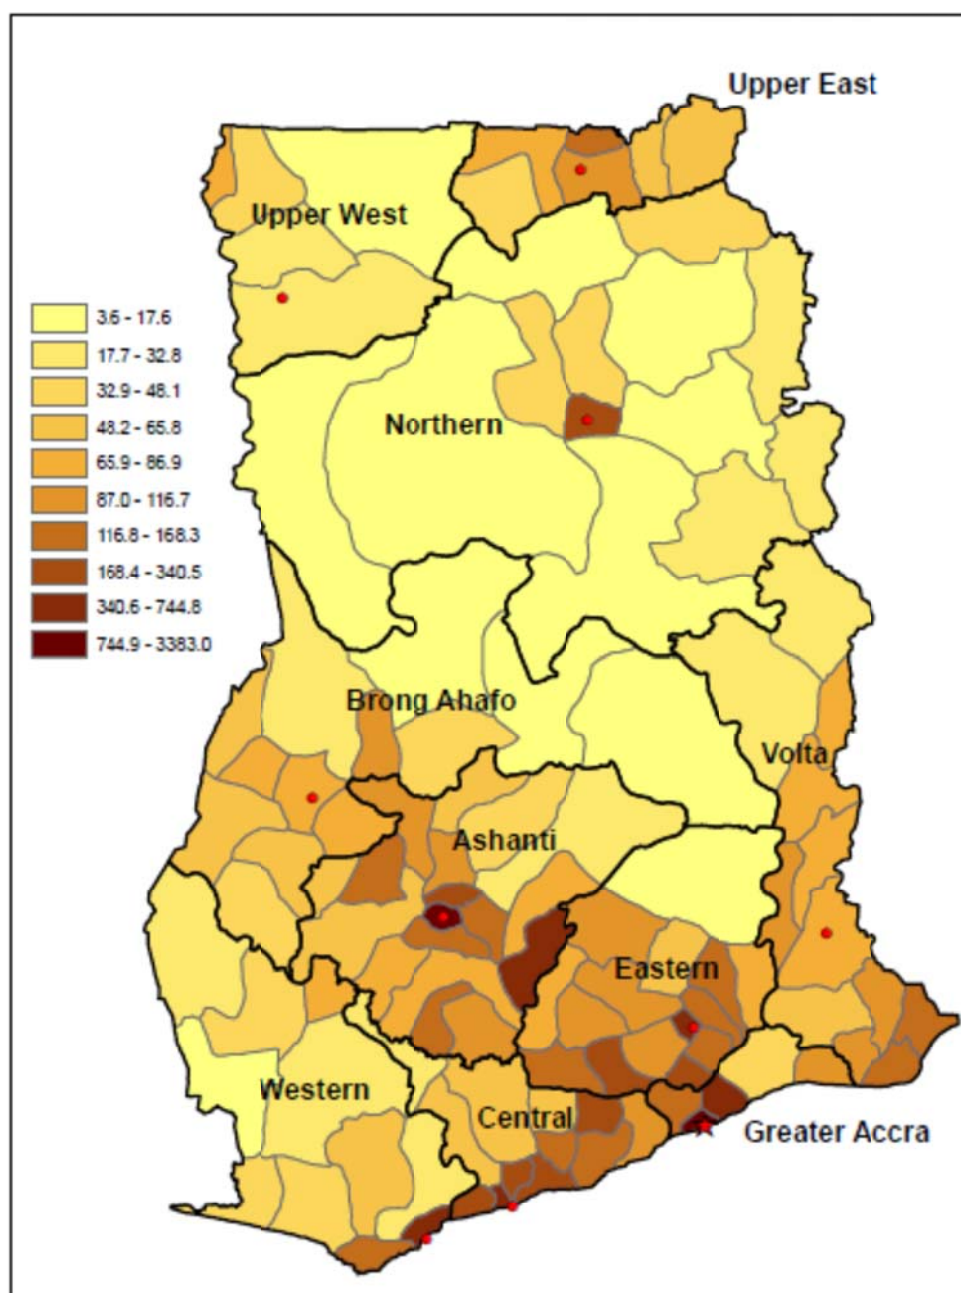 Upper East
Upper West
3.6 - 17.6
17.7 - 32.8
32.9 - 48.1
48.2 - 65.8
65.9 - 86.9
87.0 - 116.7
116.8 - 168.3
168.4 - 340.5
340.6 - 744.8
744.9 - 3383.0
Northern
Brong Ahafo
Volta
Ashanti
Eastern
Western
Central
Greater Accra